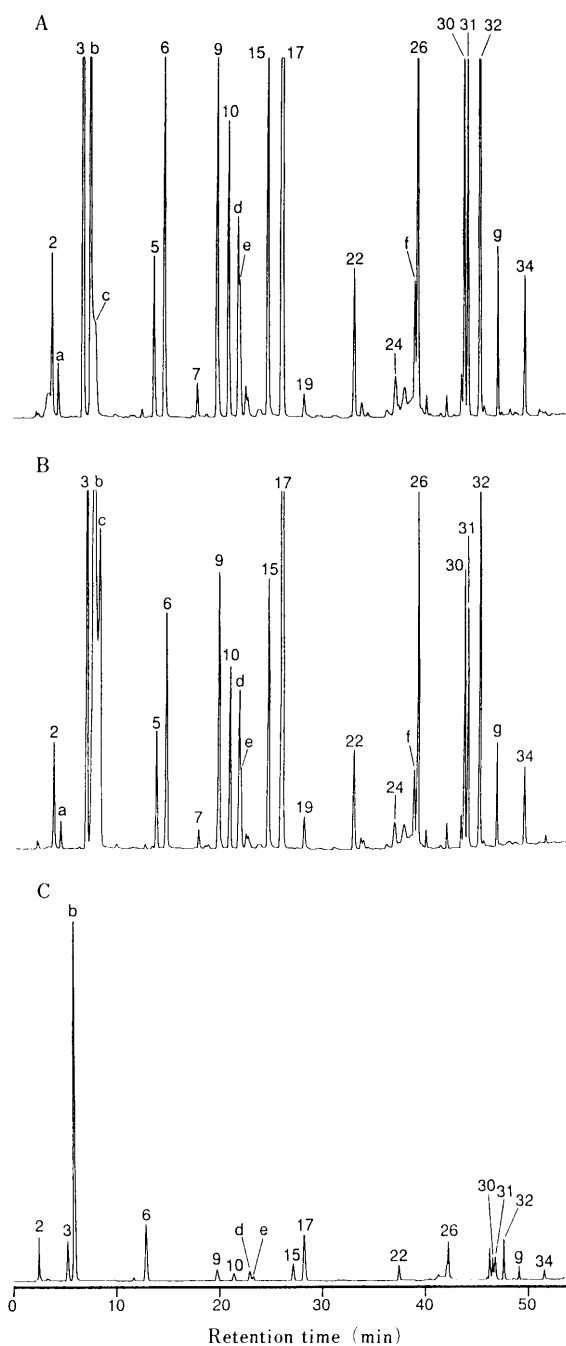 A
3 b 6 9 15 17 26 30 31 32
10
d
2 5 e 22 f g 34
c
a 7 19 24
B
3 b 17 26 32
c
9 15 31
6 30
10
d
2 5 e 22 f g 34
a 7 19 24
C
b
2 3 6 9 10 d e 15 17 22 26 30 31 32 g 34
0 10 20 30 40 50
Retention time (min)